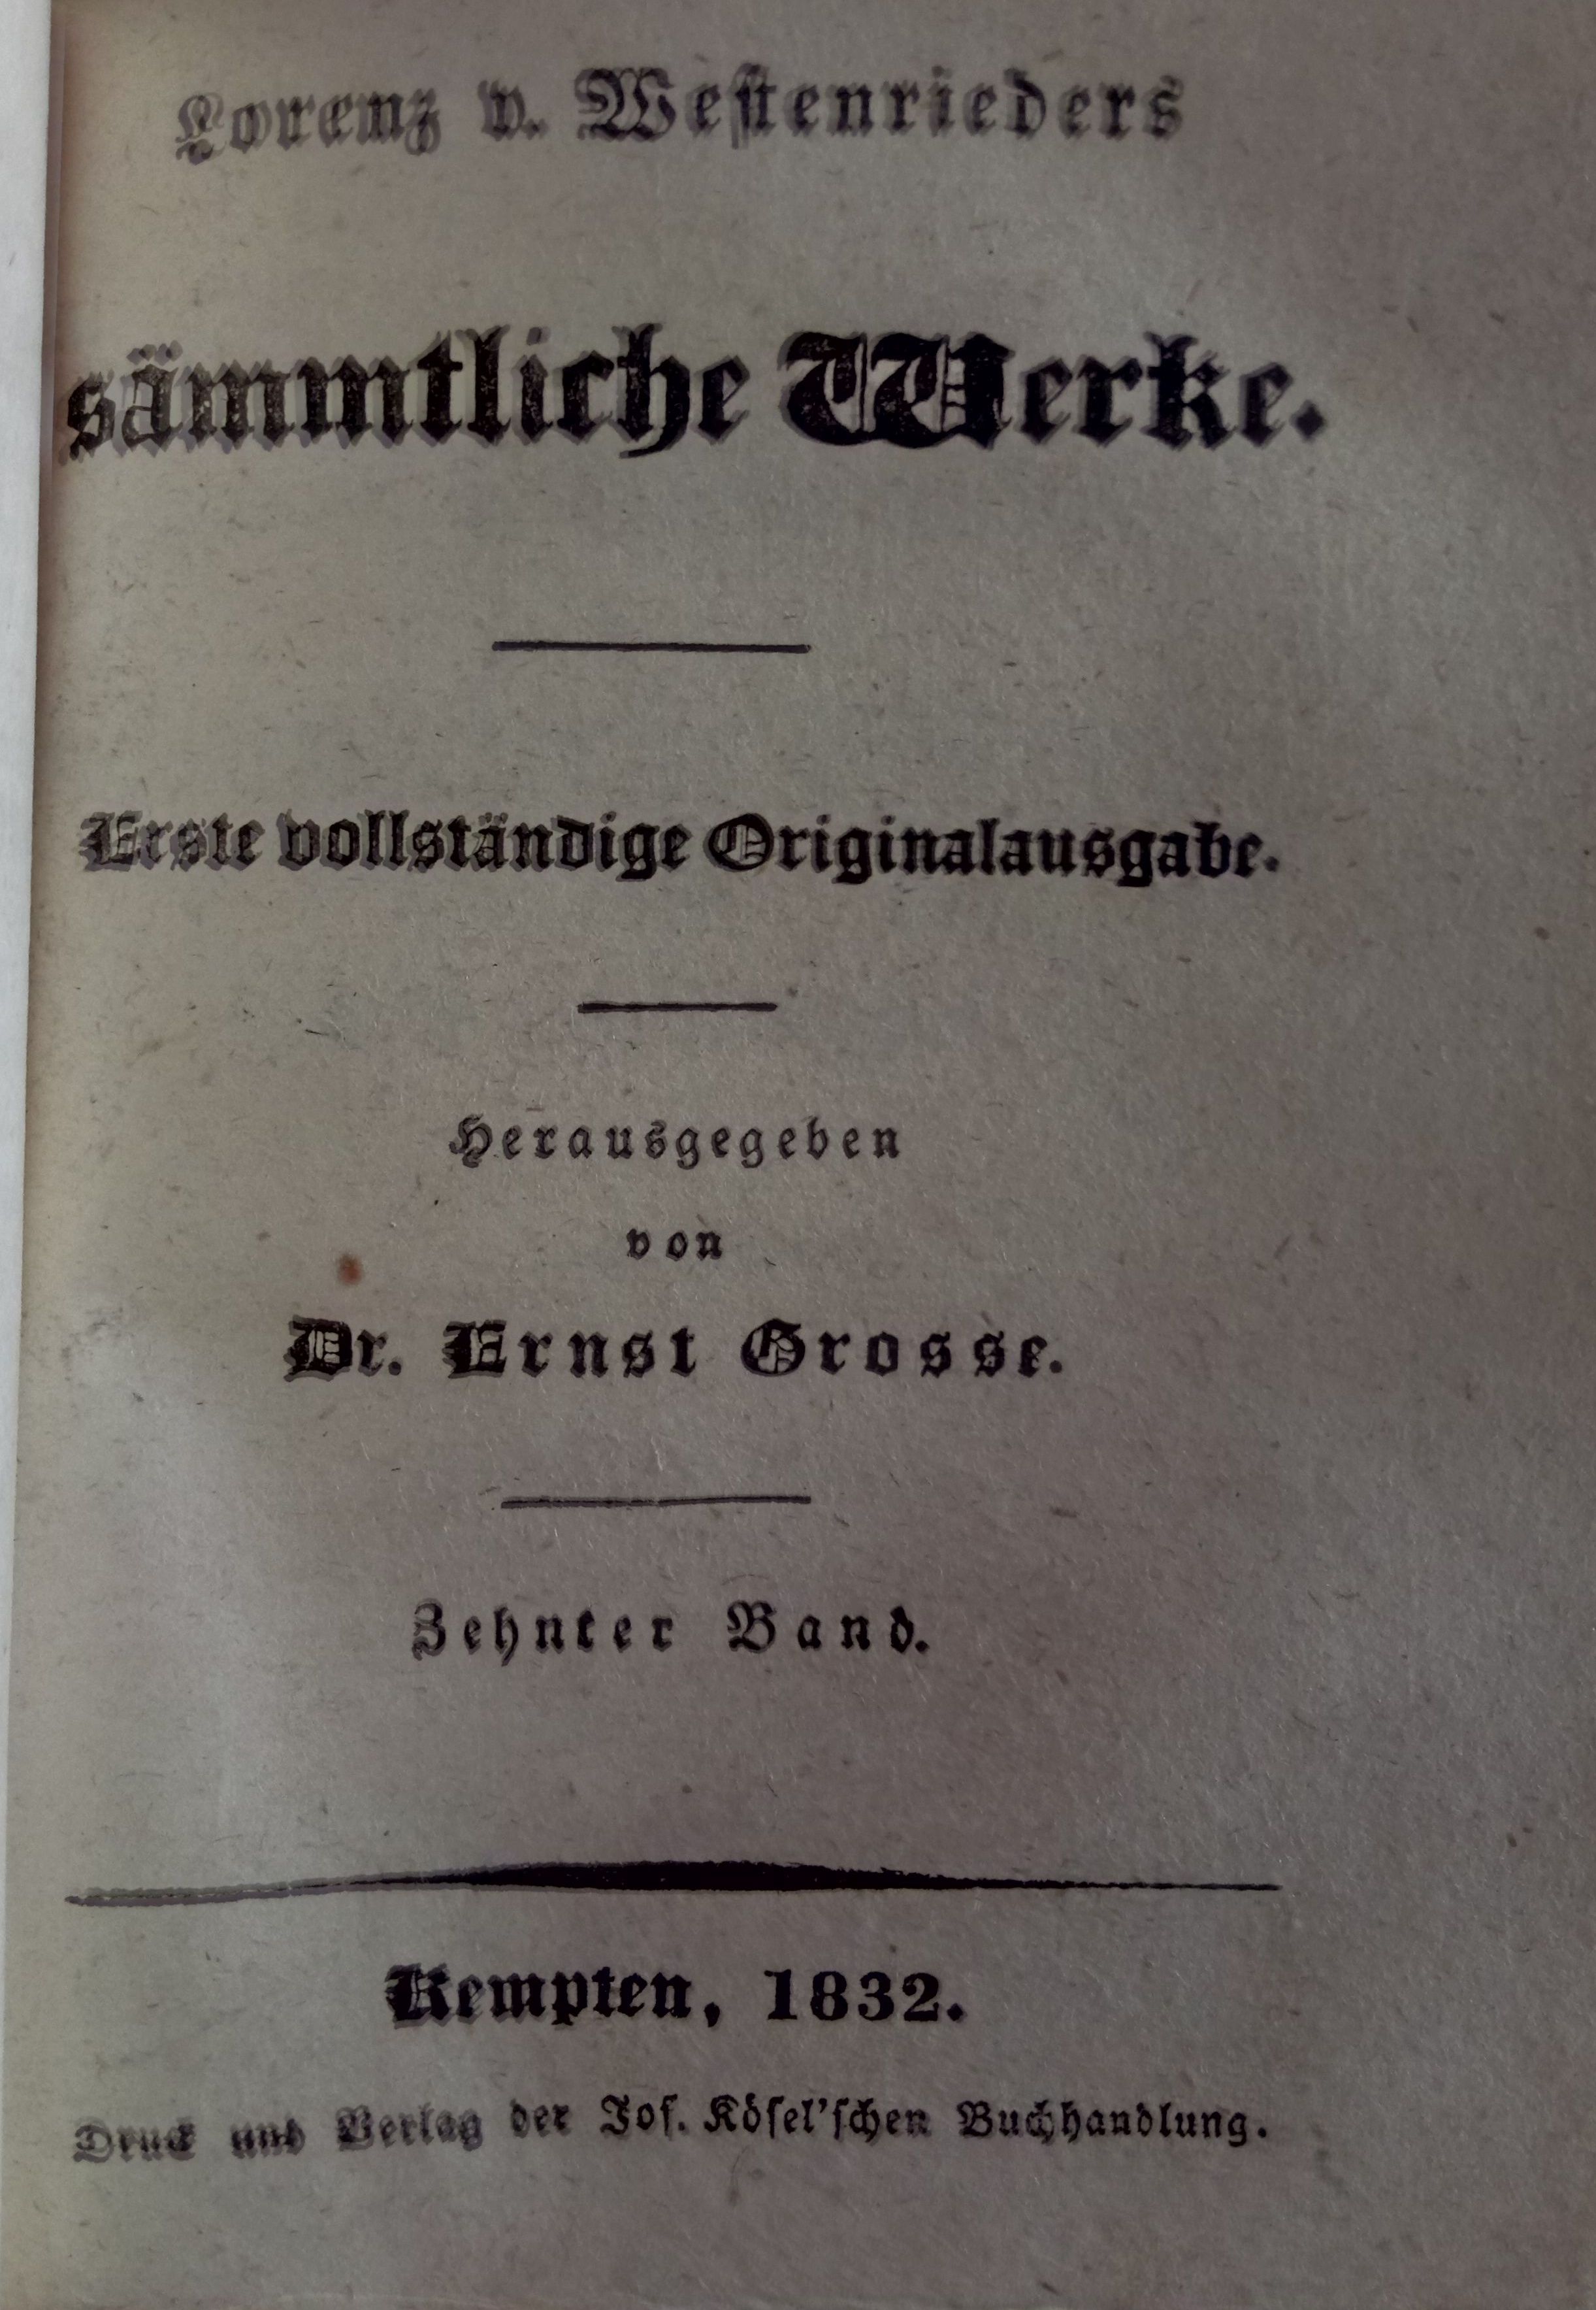 Lorenz v. Westenrieders
sämmtliche Werke.
Erste vollständige Originalausgabe.
Herausgegeben
von
Dr. Ernst Grosse.
Zehnter Band.
Kempten, 1832.
Druck und Verlag der Jos. Kösel'schen Buchhandlung.